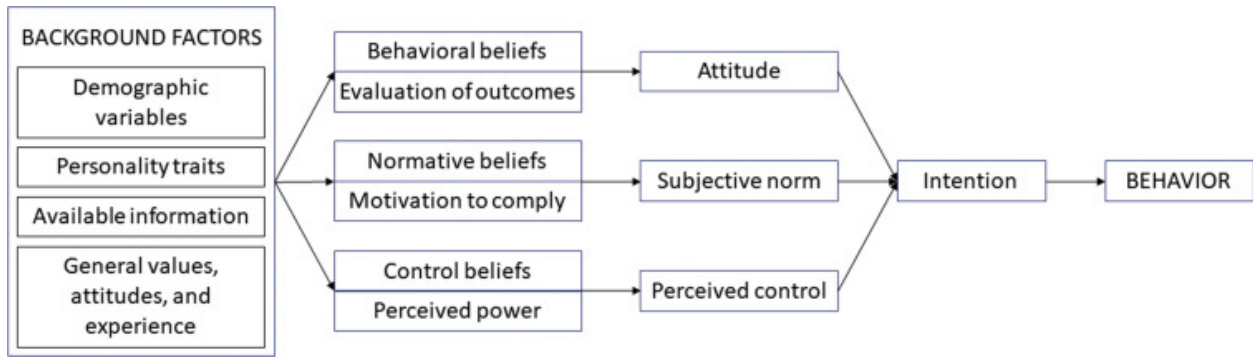 BACKGROUND FACTORS
Demographic
variables
Personality traits
Available information
General values,
attitudes, and
experience
Behavioral beliefs
Evaluation of outcomes
Normative beliefs
Motivation to comply
Control beliefs
Perceived power
Attitude
Subjective norm
Perceived control
Intention
BEHAVIOR